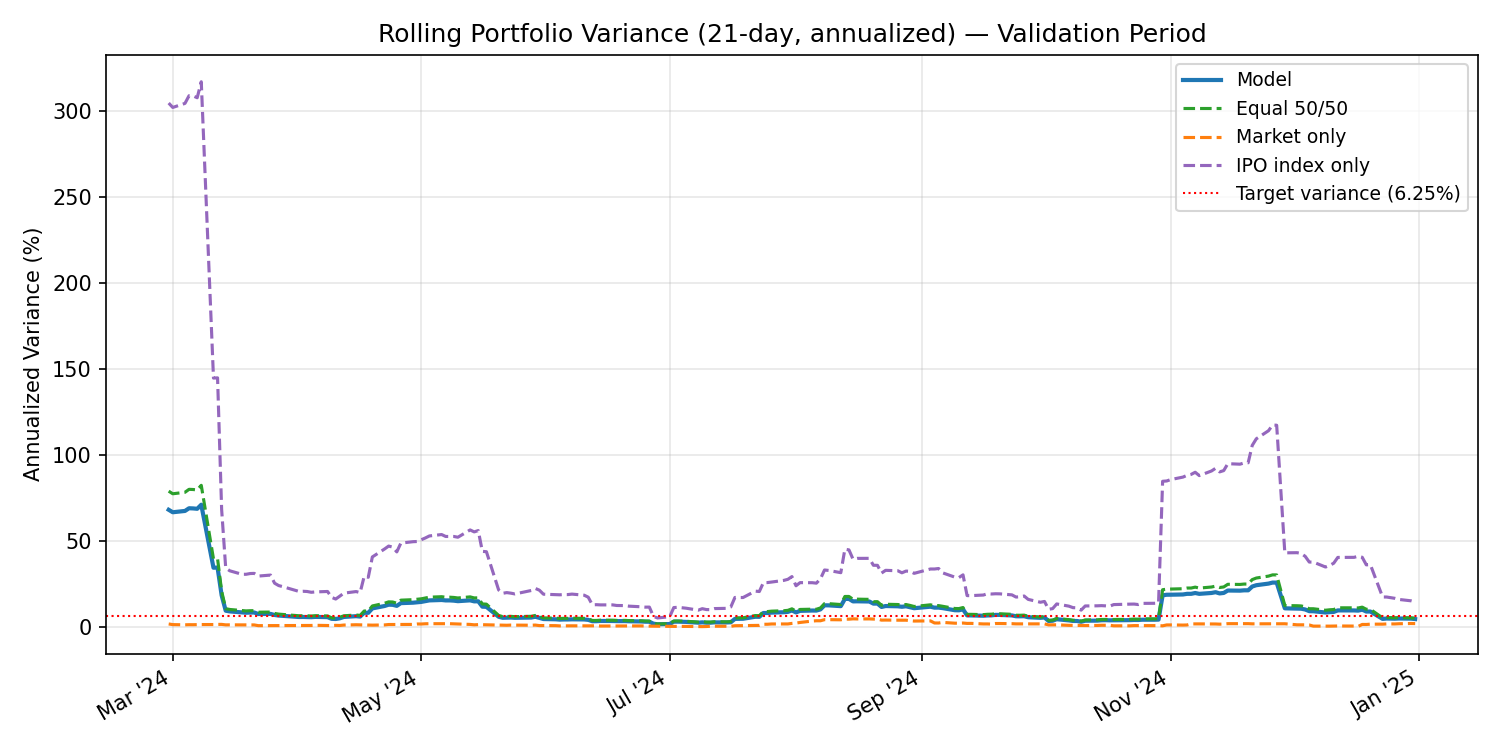 Rolling Portfolio Variance (21-day, annualized) — Validation Period
Annualized Variance (%)
300
250
200
150
100
50
0
Mar '24
May '24
Jul '24
Sep '24
Nov '24
Jan '25
Model
Equal 50/50
Market only
IPO index only
Target variance (6.25%)